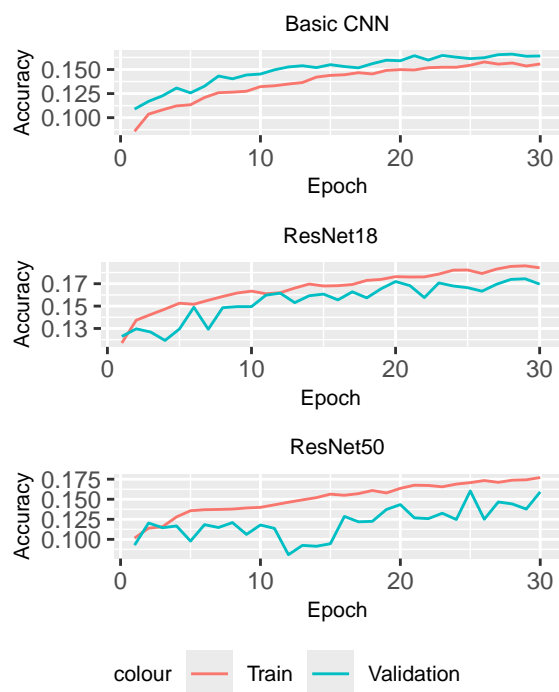 Basic CNN
Accuracy
0.150
0.125
0.100
0 10 20 30
Epoch
ResNet18
Accuracy
0.17
0.15
0.13
0 10 20 30
Epoch
ResNet50
Accuracy
0.175
0.150
0.125
0.100
0 10 20 30
Epoch
colour Train Validation